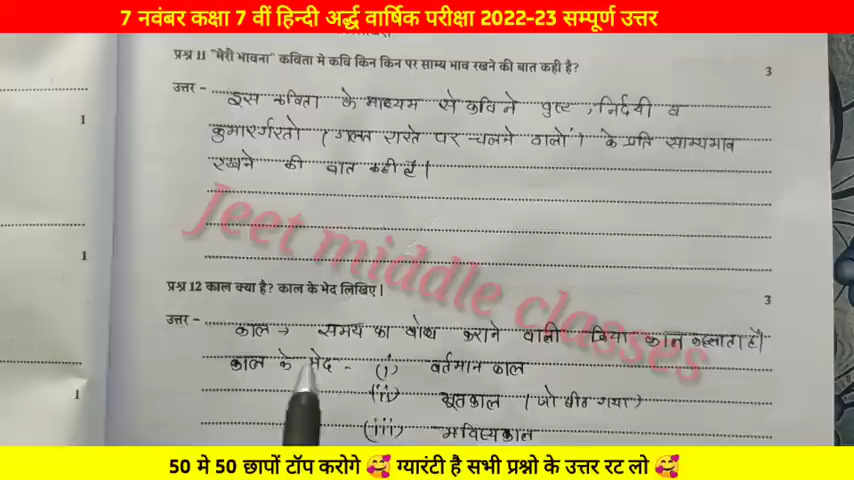 7 नवंबर कक्षा 7 वीं हिन्दी अर्द्ध वार्षिक परीक्षा 2022-23 सम्पूर्ण उत्तर
प्रश्न 11 "मेरी भावना" कविता मे कवि किन किन पर साम्य भाव रखने की बात कही है?
3
उत्तर - इस कविता के माध्यम से कवि ने दुष्ट, निर्दयी व
1
कुमार्गरतो (गलत रास्ते पर चलने वालों) के प्रति साम्यभाव
रखने की बात कही है।
Jeet middle classes
1
प्रश्न 12 काल क्या है? काल के भेद लिखिए।
3
उत्तर - काल → समय का बोध कराने वाली क्रिया काल कहलाता है।
काल के भेद - (i) वर्तमान काल
1
(ii) भूतकाल (जो बीत गया)
(iii) भविष्यकाल
50 मे 50 छापों टॉप करोगे 🥰 ग्यारंटी है सभी प्रश्नो के उत्तर रट लो 🥰